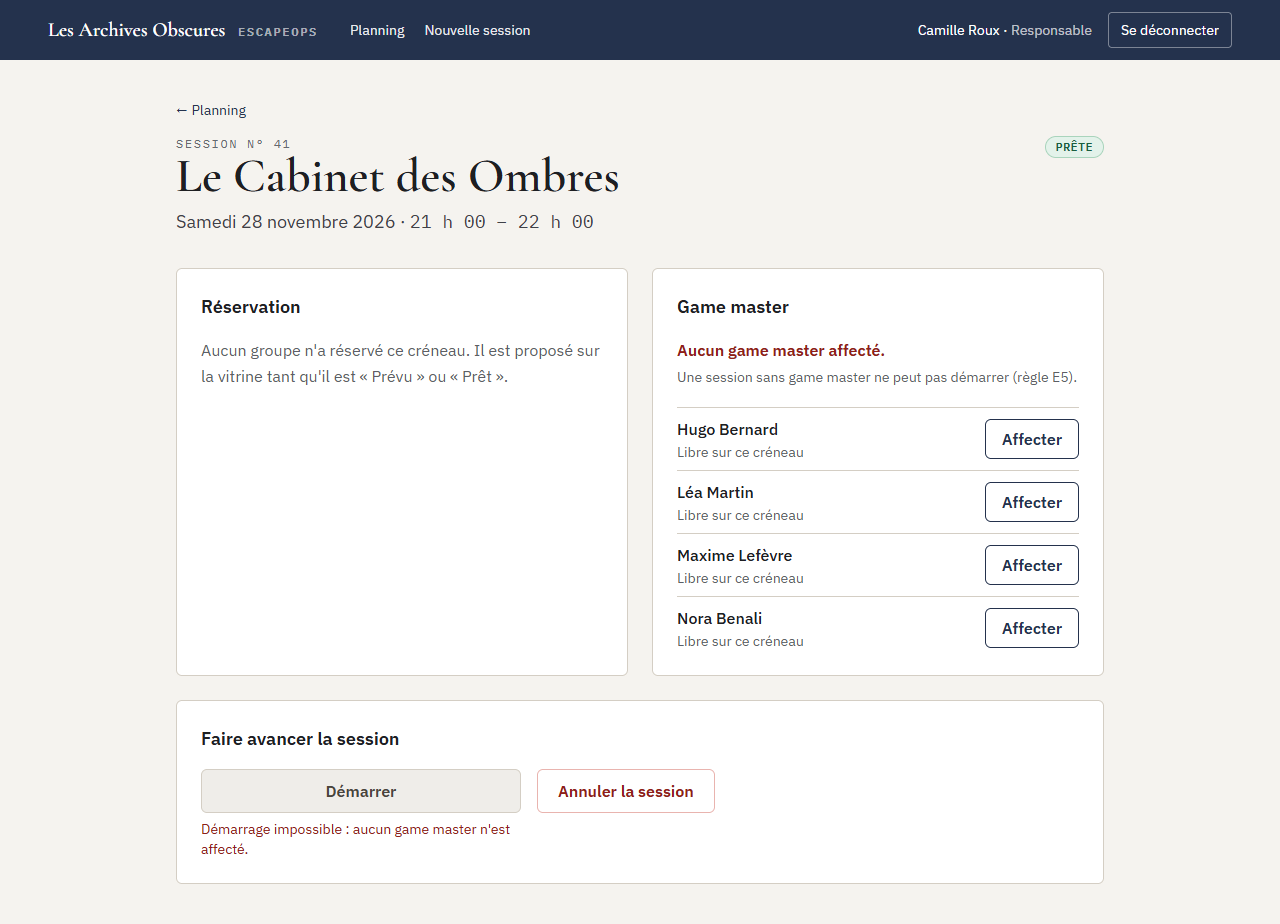 Les Archives Obscures ESCAPEOPS Planning Nouvelle session Camille Roux · Responsable Se déconnecter
← Planning
SESSION N° 41
PRÊTE
Le Cabinet des Ombres
Samedi 28 novembre 2026 · 21 h 00 – 22 h 00
Réservation
Aucun groupe n'a réservé ce créneau. Il est proposé sur
la vitrine tant qu'il est « Prévu » ou « Prêt ».
Game master
Aucun game master affecté.
Une session sans game master ne peut pas démarrer (règle E5).
Hugo Bernard
Libre sur ce créneau
Affecter
Léa Martin
Libre sur ce créneau
Affecter
Maxime Lefèvre
Libre sur ce créneau
Affecter
Nora Benali
Libre sur ce créneau
Affecter
Faire avancer la session
Démarrer
Annuler la session
Démarrage impossible : aucun game master n'est
affecté.